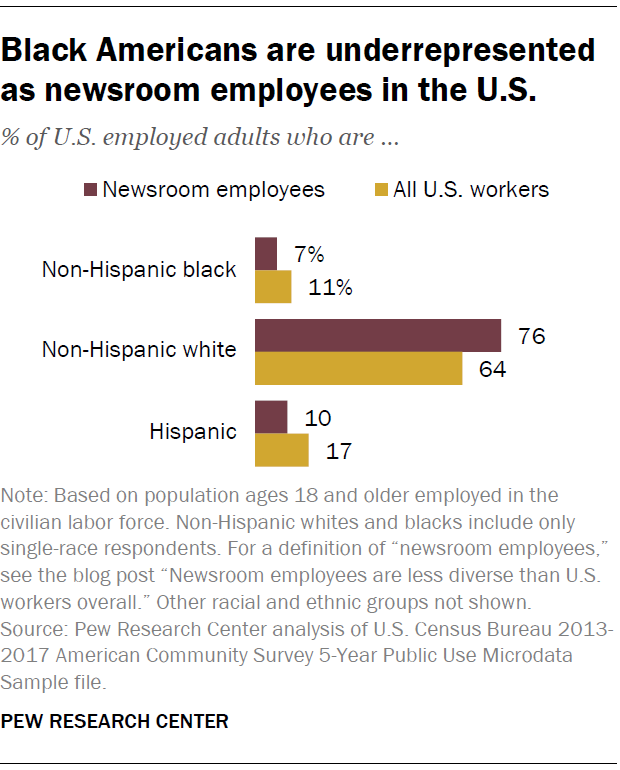 Black Americans are underrepresented
as newsroom employees in the U.S.
% of U.S. employed adults who are ...
Newsroom employees All U.S. workers
Non-Hispanic black
7%
11%
Non-Hispanic white
76
64
Hispanic
10
17
Note: Based on population ages 18 and older employed in the
civilian labor force. Non-Hispanic whites and blacks include only
single-race respondents. For a definition of “newsroom employees,”
see the blog post “Newsroom employees are less diverse than U.S.
workers overall.” Other racial and ethnic groups not shown.
Source: Pew Research Center analysis of U.S. Census Bureau 2013-
2017 American Community Survey 5-Year Public Use Microdata
Sample file.
PEW RESEARCH CENTER